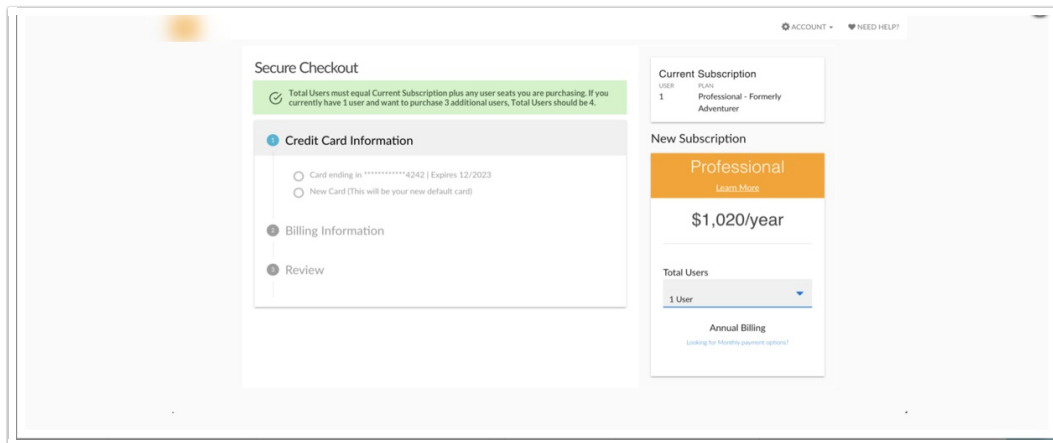 ACCOUNT
NEED HELP?
Secure Checkout
Total Users must equal Current Subscription plus any user seats you are purchasing. If you
currently have 1 user and want to purchase 3 additional users, Total Users should be 4.
1 Credit Card Information
Card ending in ************4242 | Expires 12/2023
New Card (This will be your new default card)
2 Billing Information
3 Review
Current Subscription
USER PLAN
1 Professional - Formerly
Adventurer
New Subscription
Professional
Learn More
$1,020/year
Total Users
1 User
Annual Billing
Looking for Monthly payment options?